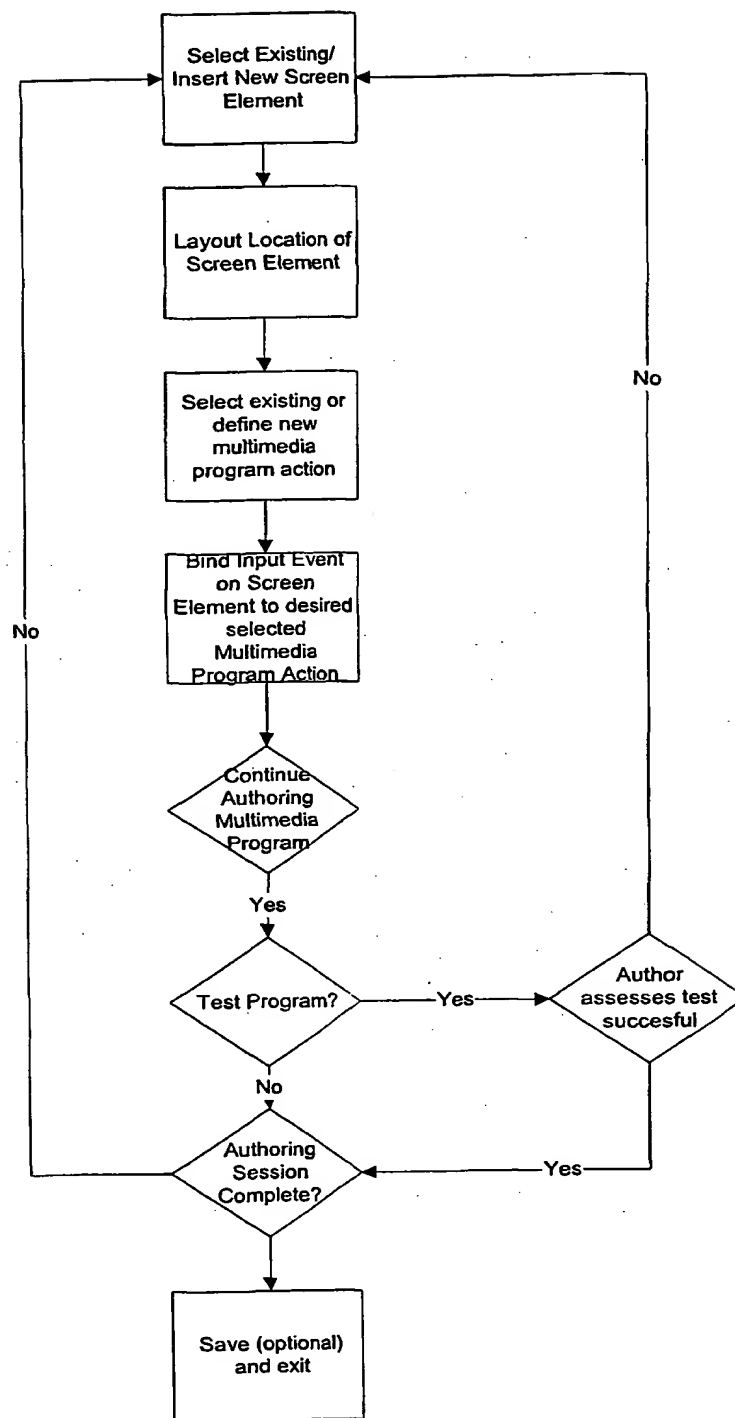 Select Existing/
Insert New Screen
Element
Layout Location of
Screen Element
Select existing or
define new
multimedia
program action
No
Bind Input Event
on Screen
Element to desired
selected
Multimedia
Program Action
No
Continue
Authoring
Multimedia
Program
Yes
Test Program?
Yes
Author
assesses test
succesful
No
Authoring
Session
Complete?
Yes
Save (optional)
and exit